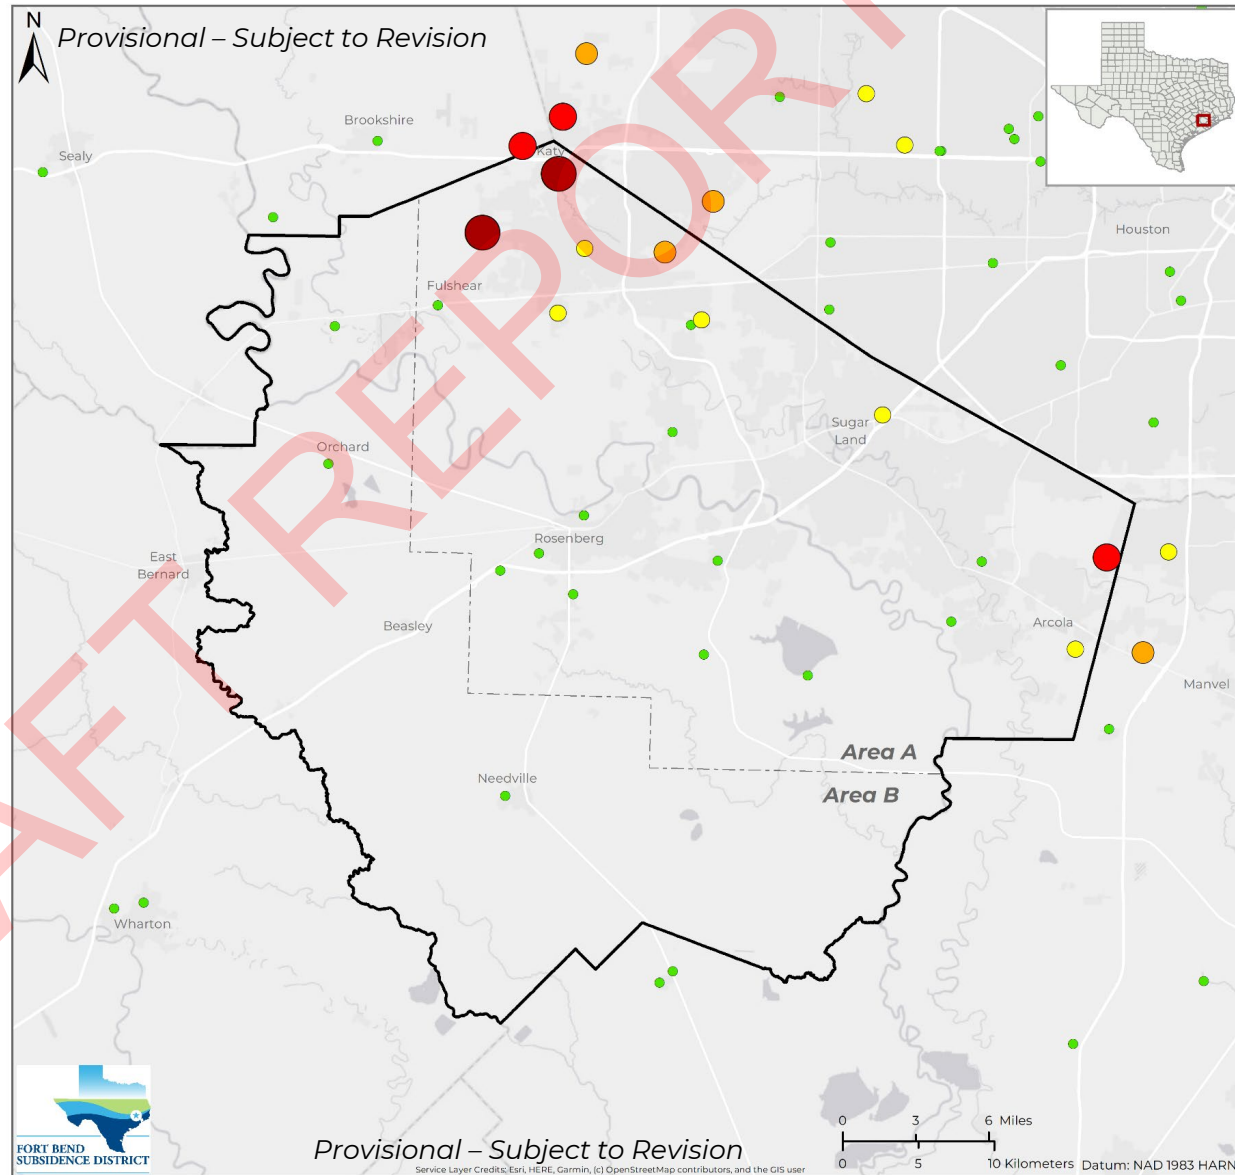 N
Provisional – Subject to Revision
Brookshire
Sealy
Katy
Houston
Fulshear
Sugar
Land
Orchard
Rosenberg
East
Bernard
Beasley
Arcola
Manvel
Area A
Needville
Area B
Wharton
AFT REPORT
FORT BEND
SUBSIDENCE DISTRICT
Provisional – Subject to Revision
0 3 6 Miles
0 5 10 Kilometers
Datum: NAD 1983 HARN
Service Layer Credits: Esri, HERE, Garmin, (c) OpenStreetMap contributors, and the GIS user